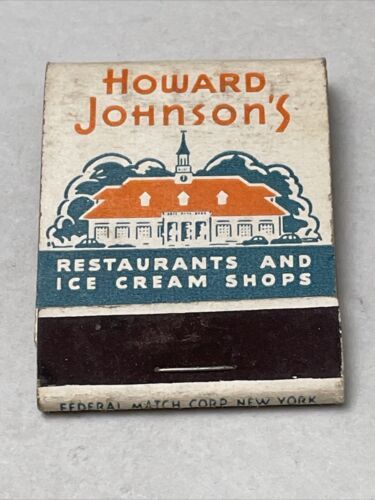 HOWARD
JOHNSON'S
RESTAURANTS AND
ICE CREAM SHOPS
FEDERAL MATCH CORP. NEW YORK